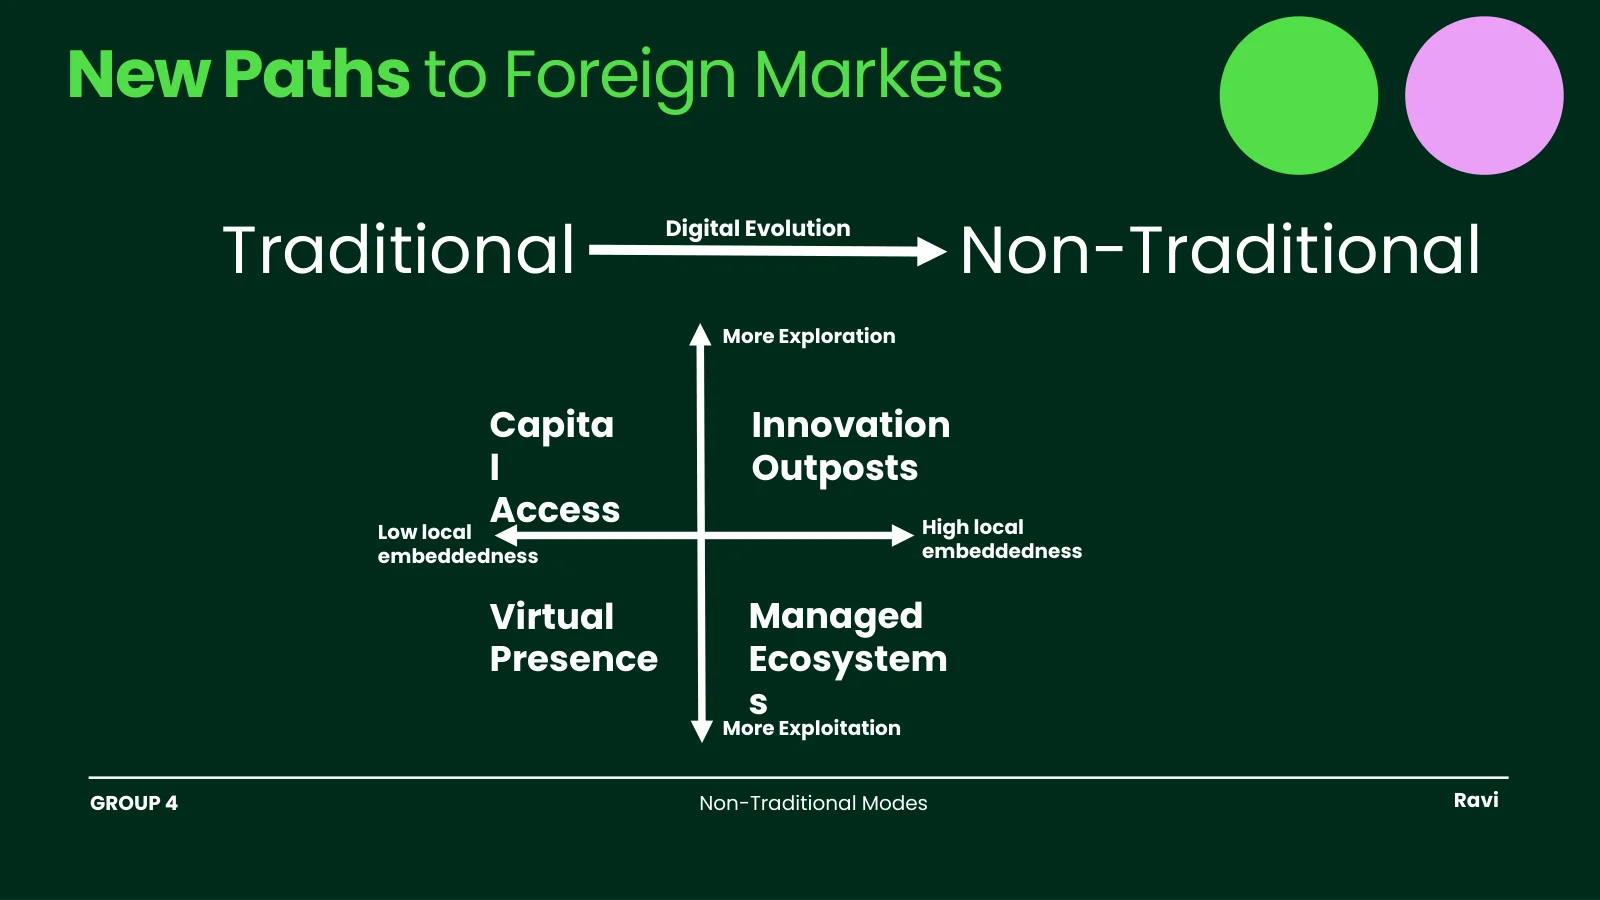 New Paths to Foreign Markets
Digital Evolution
Traditional
Non-Traditional
More Exploration
Capita
l
Access
Innovation
Outposts
Low local
embeddedness
High local
embeddedness
Virtual
Presence
Managed
Ecosystem
s
More Exploitation
GROUP 4
Non-Traditional Modes
Ravi